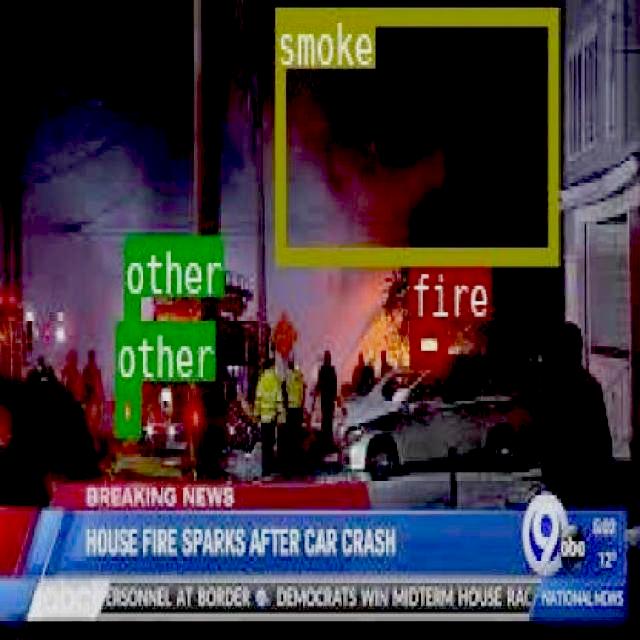 smoke
other
fire
other
BREAKING NEWS
HOUSE FIRE SPARKS AFTER CAR CRASH
9
abc
12°
ERSONNEL AT BORDER
DEMOCRATS WIN MIDTERM HOUSE RAC
NATIONAL NEWS